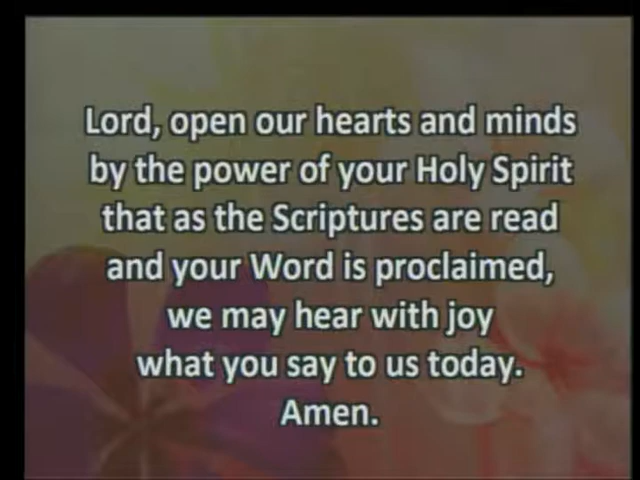 Lord, open our hearts and minds
by the power of your Holy Spirit
that as the Scriptures are read
and your Word is proclaimed,
we may hear with joy
what you say to us today.
Amen.